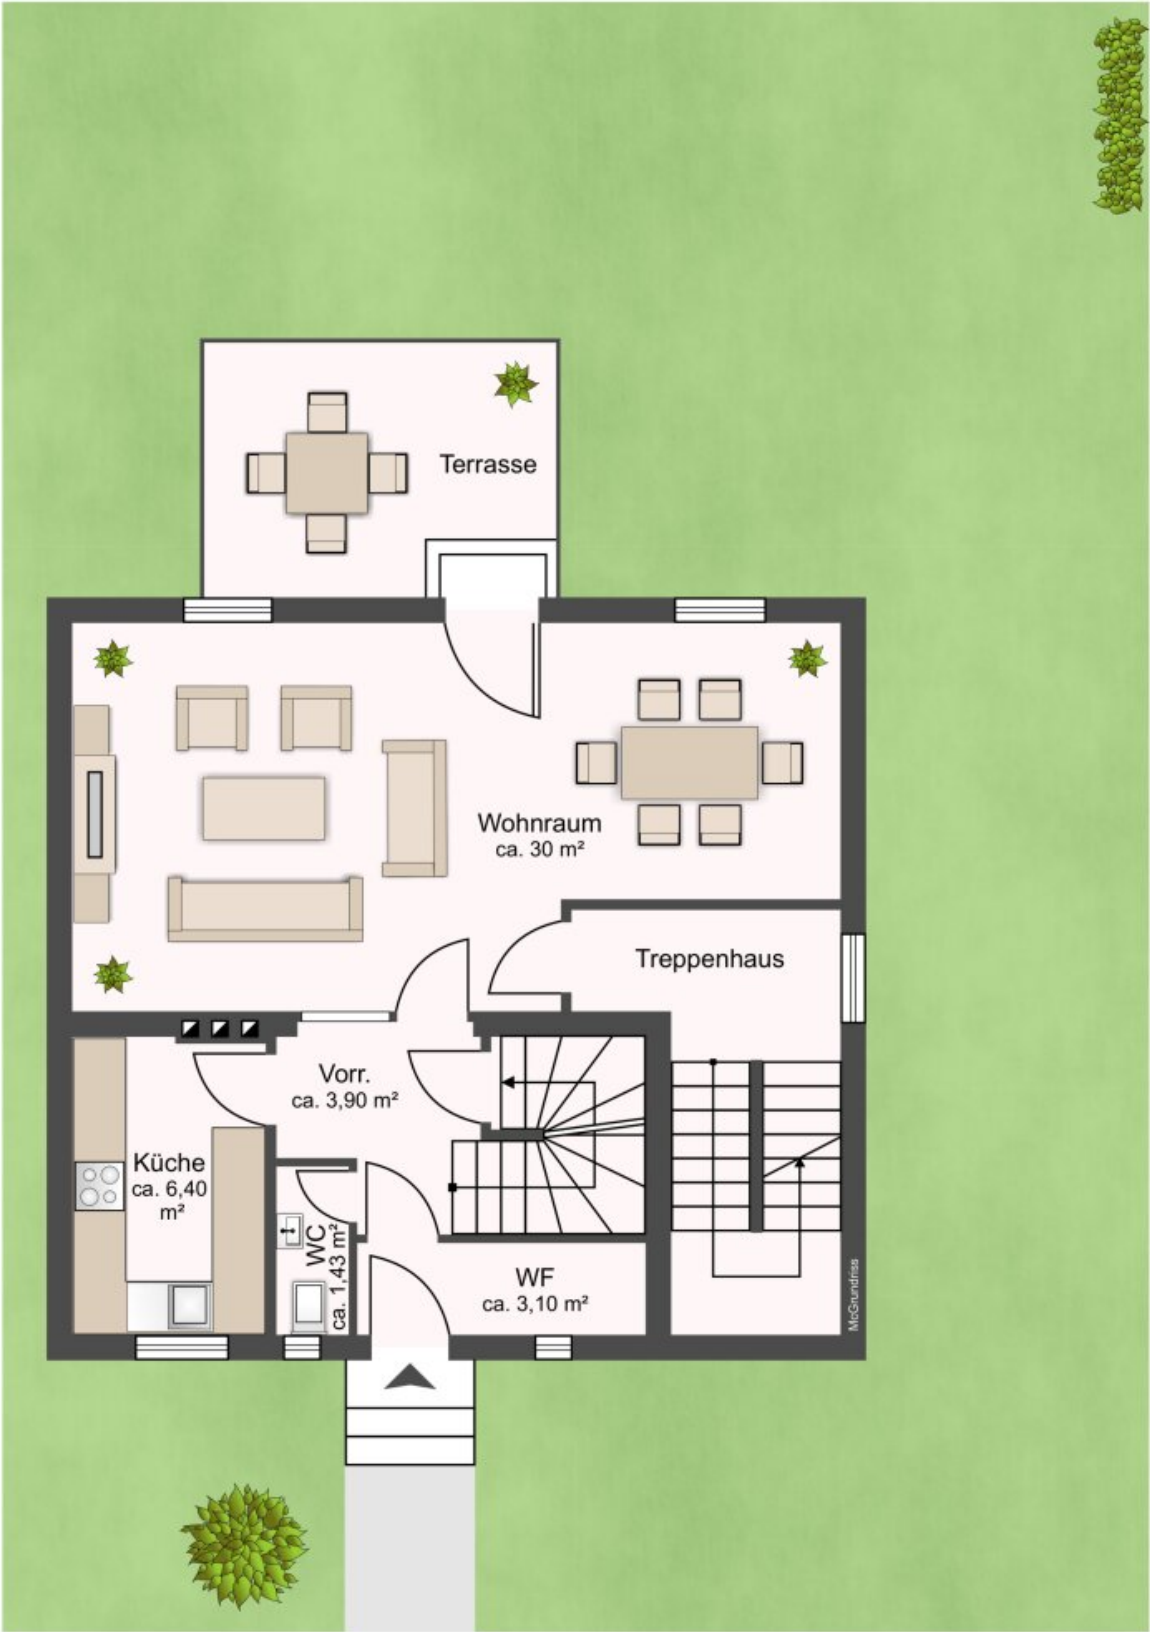 Terrasse
Wohnraum
ca. 30 m²
Treppenhaus
Vorr.
ca. 3,90 m²
Küche
ca. 6,40
m²
WC
ca. 1,43 m²
WF
ca. 3,10 m²
McGrundriss